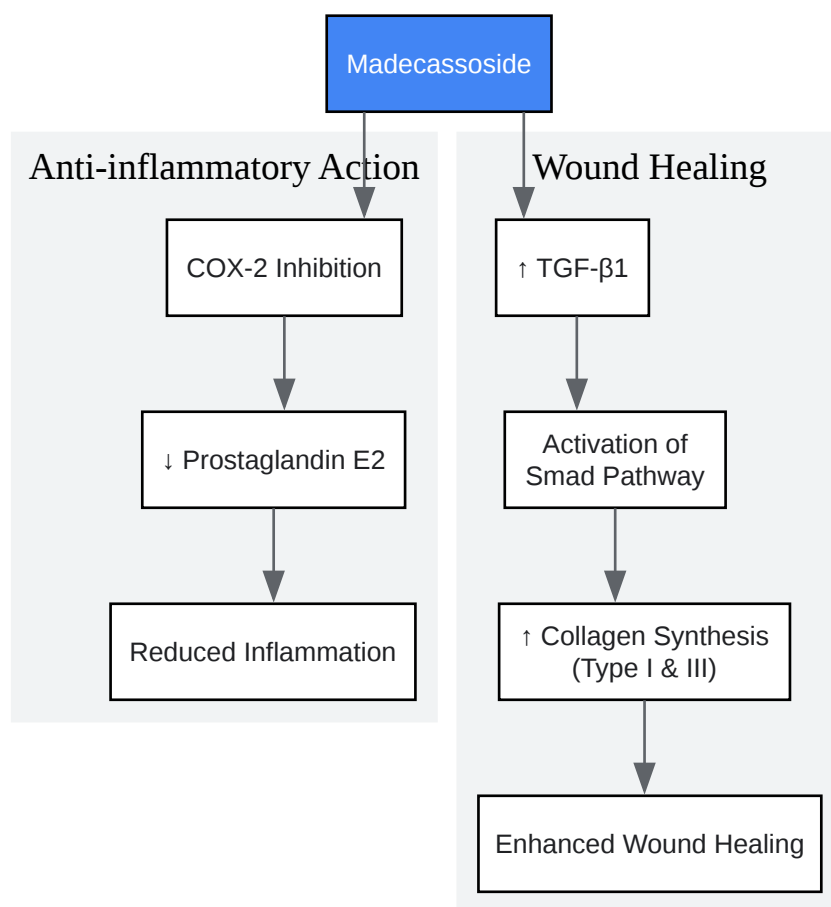 Madecassoside
Anti-inflammatory Action
COX-2 Inhibition
↓ Prostaglandin E2
Reduced Inflammation
Wound Healing
↑ TGF-β1
Activation of
Smad Pathway
↑ Collagen Synthesis
(Type I & III)
Enhanced Wound Healing